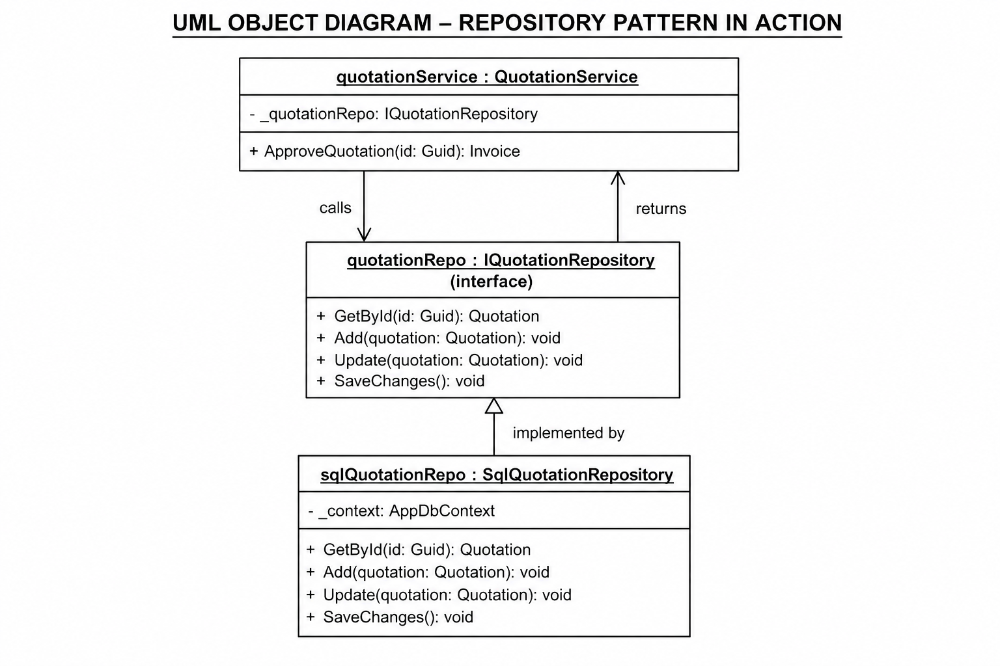 UML OBJECT DIAGRAM – REPOSITORY PATTERN IN ACTION
quotationService : QuotationService
- _quotationRepo: IQuotationRepository
+ ApproveQuotation(id: Guid): Invoice
calls
returns
quotationRepo : IQuotationRepository
(interface)
+ GetById(id: Guid): Quotation
+ Add(quotation: Quotation): void
+ Update(quotation: Quotation): void
+ SaveChanges(): void
implemented by
sqlQuotationRepo : SqlQuotationRepository
- _context: AppDbContext
+ GetById(id: Guid): Quotation
+ Add(quotation: Quotation): void
+ Update(quotation: Quotation): void
+ SaveChanges(): void